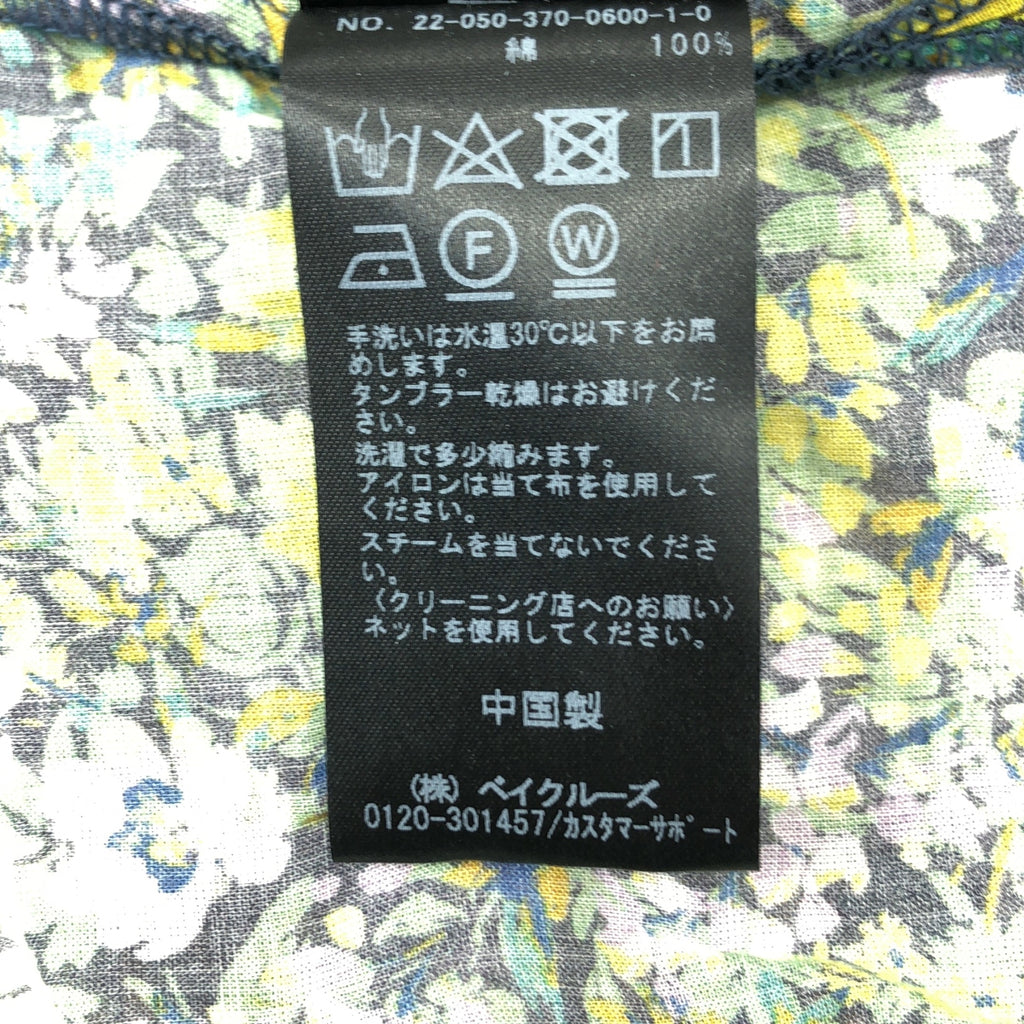 NO. 22-050-370-0600-1-0
綿 100%
F W
手洗いは水温30℃以下をお薦
めします。
タンブラー乾燥はお避けくだ
さい。
洗濯で多少縮みます。
アイロンは当て布を使用して
ください。
スチームを当てないでくださ
い。
〈クリーニング店へのお願い〉
ネットを使用してください。
中国製
(株)ベイクルーズ
0120-301457/カスタマーサポート